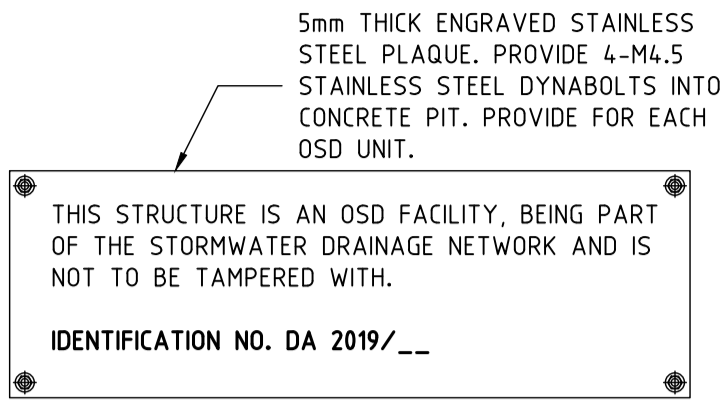 5mm THICK ENGRAVED STAINLESS
STEEL PLAQUE. PROVIDE 4-M4.5
STAINLESS STEEL DYNABOLTS INTO
CONCRETE PIT. PROVIDE FOR EACH
OSD UNIT.
THIS STRUCTURE IS AN OSD FACILITY, BEING PART
OF THE STORMWATER DRAINAGE NETWORK AND IS
NOT TO BE TAMPERED WITH.
IDENTIFICATION NO. DA 2019/__